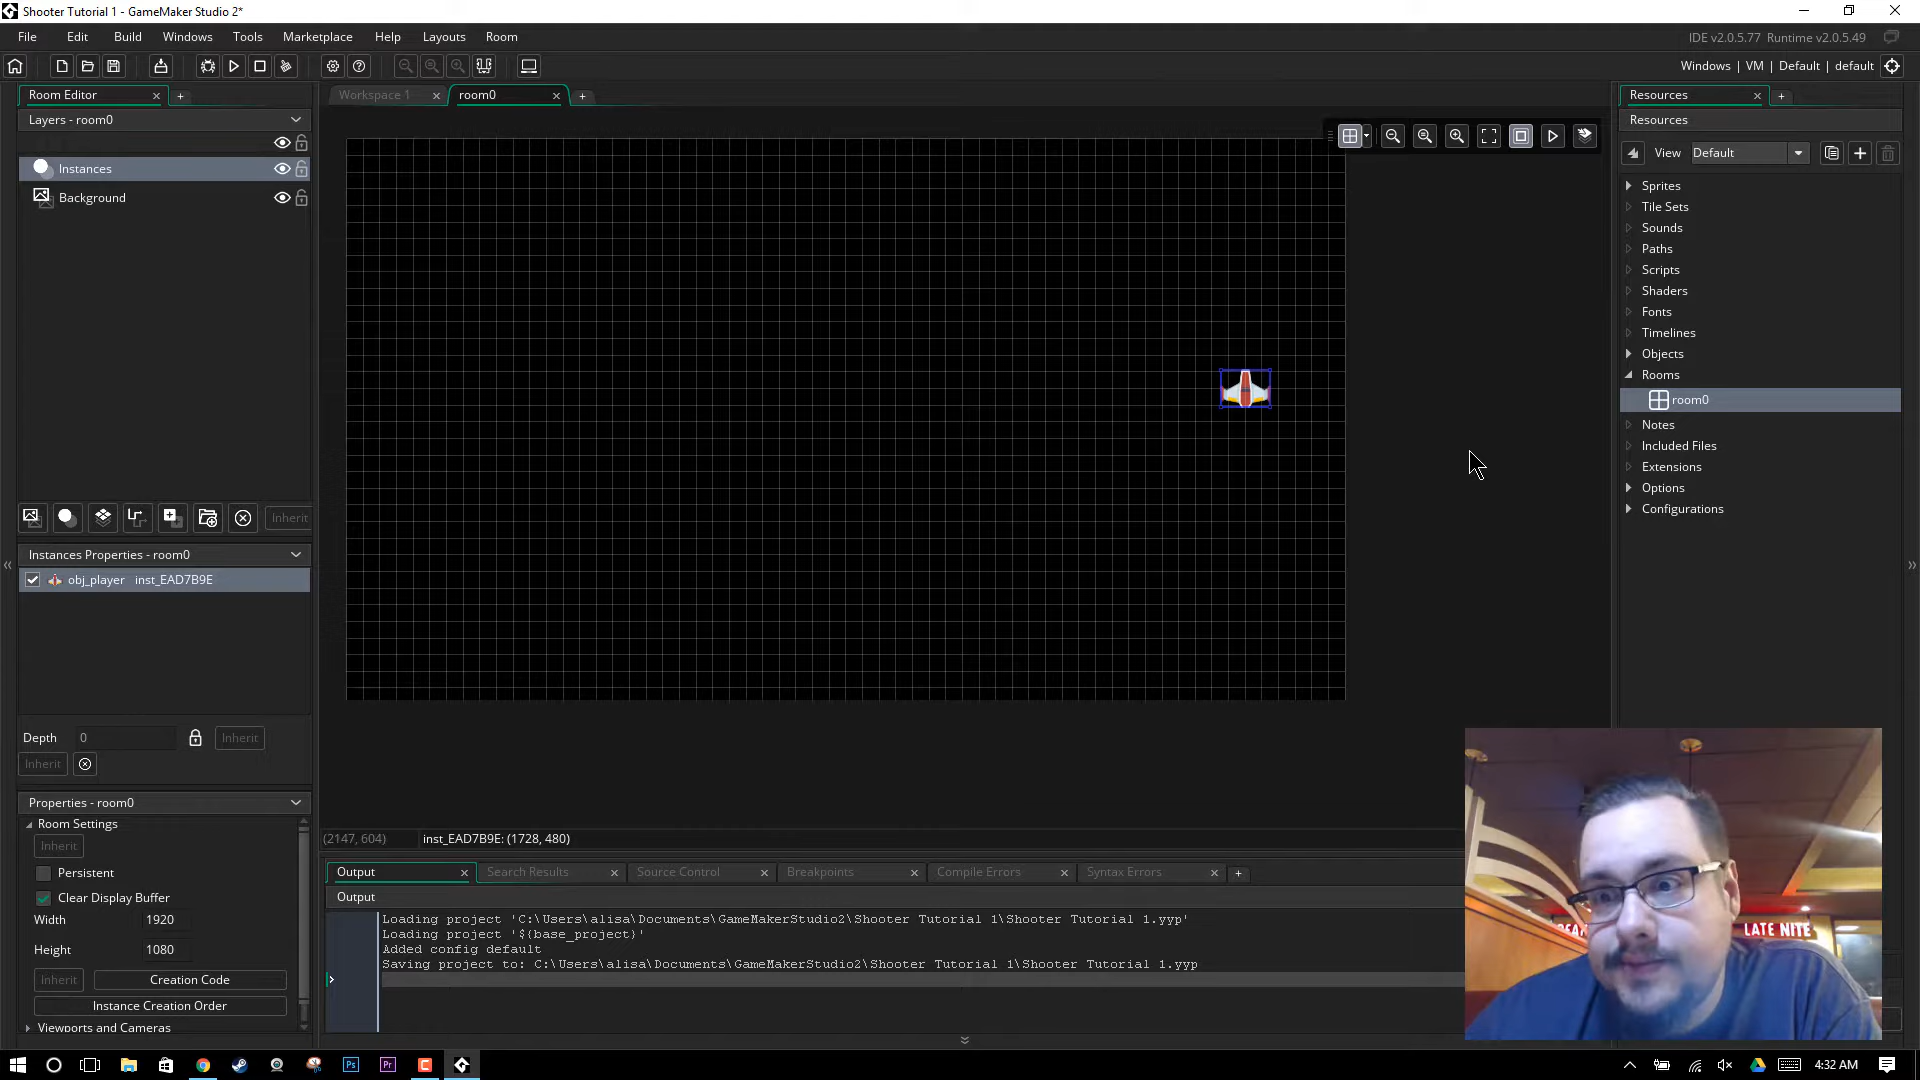 Shooter Tutorial 1 - GameMaker Studio 2*
File Edit Build Windows Tools Marketplace Help Layouts Room
IDE v2.0.5.77 Runtime v2.0.5.49
Windows | VM | Default | default
Room Editor
Workspace 1
room0
Resources
Layers - room0
Resources
View Default
Instances
Background
Sprites
Tile Sets
Sounds
Paths
Scripts
Shaders
Fonts
Timelines
Objects
Rooms
room0
Notes
Included Files
Extensions
Options
Configurations
Inherit
Instances Properties - room0
obj_player inst_EAD7B9E
Depth 0 Inherit
Inherit
Properties - room0
Room Settings
Inherit
Persistent
Clear Display Buffer
Width 1920
Height 1080
Inherit Creation Code
Instance Creation Order
Viewports and Cameras
(2147, 604) inst_EAD7B9E: (1728, 480)
Output Search Results Source Control Breakpoints Compile Errors Syntax Errors
Output
Loading project 'C:\Users\alisa\Documents\GameMakerStudio2\Shooter Tutorial 1\Shooter Tutorial 1.yyp'
Loading project '${base_project}'
Added config default
Saving project to: C:\Users\alisa\Documents\GameMakerStudio2\Shooter Tutorial 1\Shooter Tutorial 1.yyp
LATE NITE
Ps Pr C
4:32 AM